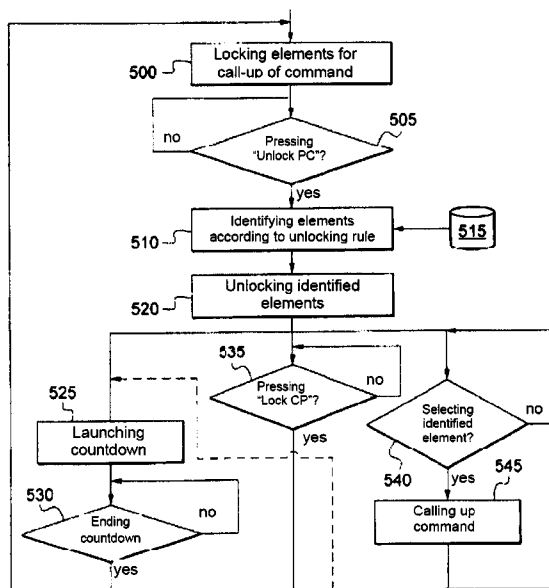 Locking elements for
call-up of command
500
505
no
Pressing
"Unlock PC"?
yes
Identifying elements
according to unlocking rule
510
515
Unlocking identified
elements
520
535
Pressing
"Lock CP"?
no
yes
525
Launching
countdown
530
Ending
countdown
no
yes
Selecting
identified
element?
no
540
yes
545
Calling up
command